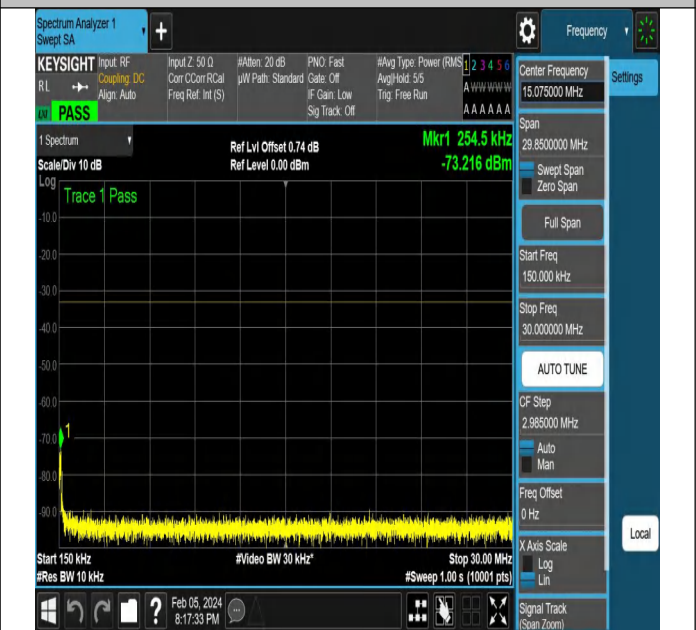 Spectrum Analyzer 1
Swept SA
+
Frequency
KEYSIGHT
RL
Input: RF
Coupling: DC
Align: Auto
Input Z: 50 Ω
Corr CCorr RCal
Freq Ref: Int (S)
#Atten: 20 dB
µW Path: Standard
PNO: Fast
Gate: Off
IF Gain: Low
Sig Track: Off
#Avg Type: Power (RMS
Avg|Hold: 5/5
Trig: Free Run
1 2 3 4 5 6
A W W W W W
A A A A A A
PASS
1 Spectrum
Scale/Div 10 dB
Ref Lvl Offset 0.74 dB
Ref Level 0.00 dBm
Mkr1 254.5 kHz
-73.216 dBm
Log
Trace 1 Pass
-10.0
-20.0
-30.0
-40.0
-50.0
-60.0
-70.0
-80.0
-90.0
1
Start 150 kHz
#Res BW 10 kHz
#Video BW 30 kHz*
Stop 30.00 MHz
#Sweep 1.00 s (10001 pts)
Center Frequency
15.075000 MHz
Settings
Span
29.8500000 MHz
Swept Span
Zero Span
Full Span
Start Freq
150.000 kHz
Stop Freq
30.000000 MHz
AUTO TUNE
CF Step
2.985000 MHz
Auto
Man
Freq Offset
0 Hz
X Axis Scale
Log
Lin
Signal Track
(Span Zoom)
Local
?
Feb 05, 2024
8:17:33 PM